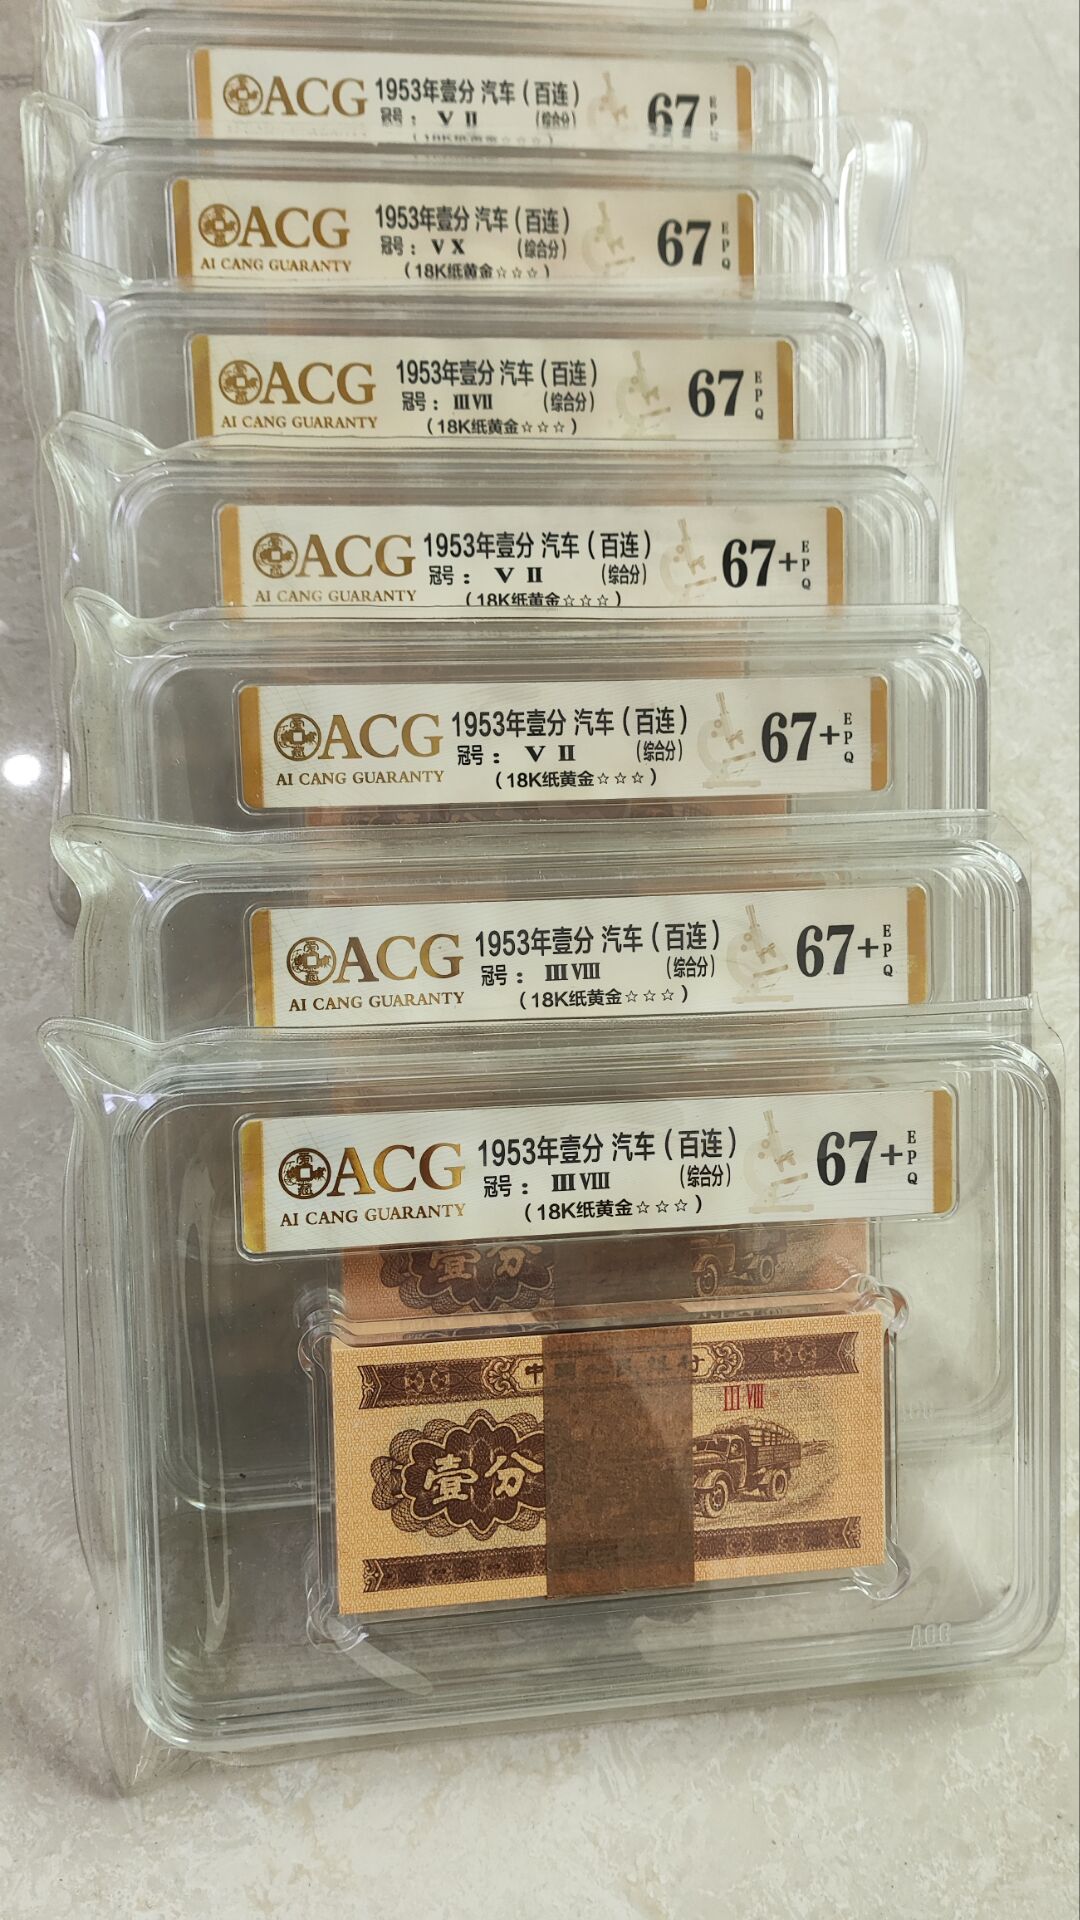 ACG 1953年壹分 汽车（百连） 67 EPQ
冠号： V II （综合分）
ACG 1953年壹分 汽车（百连） 67 EPQ
冠号： V X （综合分）
AI CANG GUARANTY （18K纸黄金☆☆☆）
ACG 1953年壹分 汽车（百连） 67 EPQ
冠号： III VII （综合分）
AI CANG GUARANTY （18K纸黄金☆☆☆）
ACG 1953年壹分 汽车（百连） 67+ EPQ
冠号： V II （综合分）
AI CANG GUARANTY （18K纸黄金☆☆☆）
ACG 1953年壹分 汽车（百连） 67+ EPQ
冠号： V II （综合分）
AI CANG GUARANTY （18K纸黄金☆☆☆）
ACG 1953年壹分 汽车（百连） 67+ EPQ
冠号： III VIII （综合分）
AI CANG GUARANTY （18K纸黄金☆☆☆）
ACG 1953年壹分 汽车（百连） 67+ EPQ
冠号： III VIII （综合分）
AI CANG GUARANTY （18K纸黄金☆☆☆）
壹分
中國人民銀行
III VIII
壹分
ACG